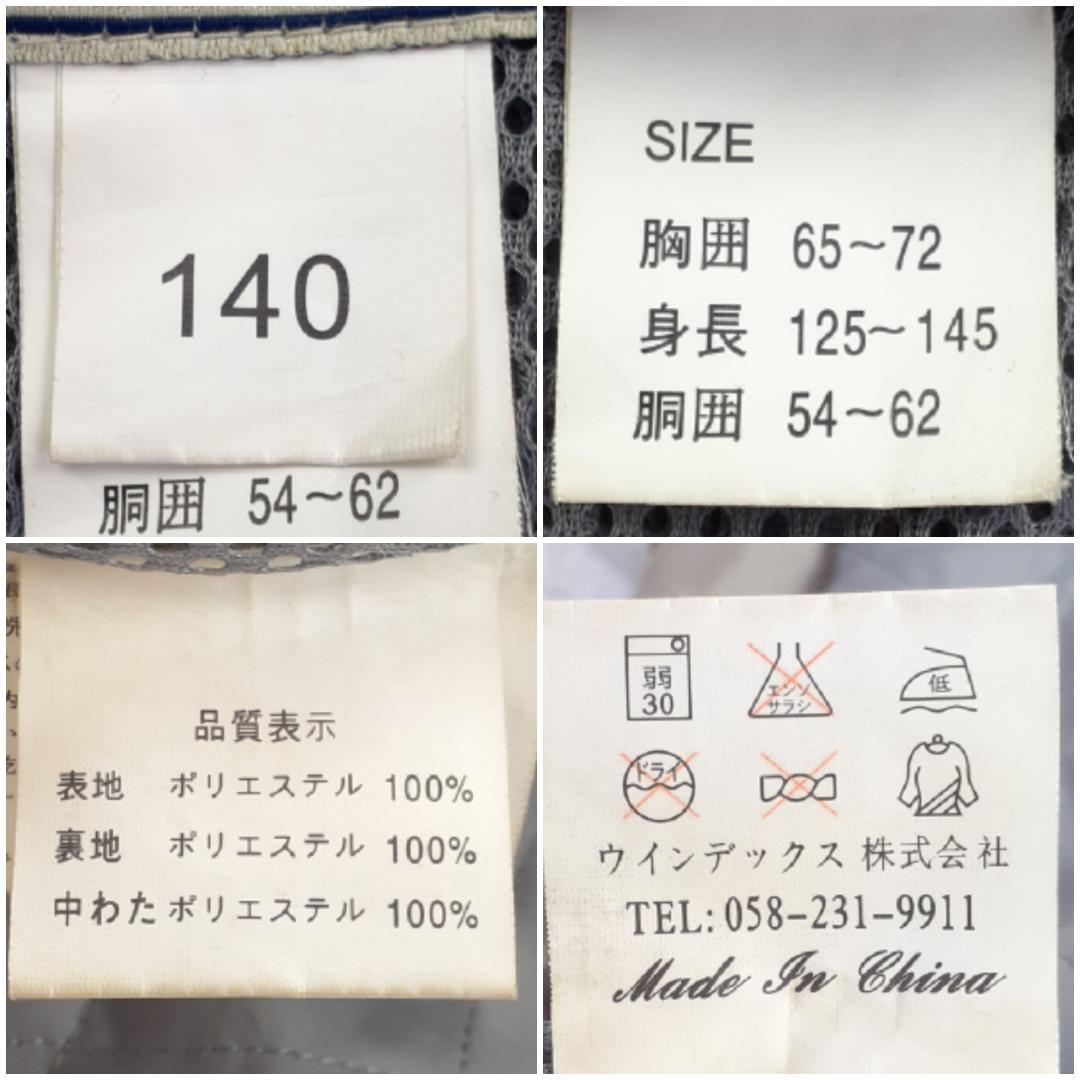 140
胴囲 54～62
SIZE
胸囲 65～72
身長 125～145
胴囲 54～62
品質表示
表地 ポリエステル 100%
裏地 ポリエステル 100%
中わた ポリエステル 100%
弱
30
エンソ
サラシ
低
ドライ
ウインデックス 株式会社
TEL:058-231-9911
Made In China